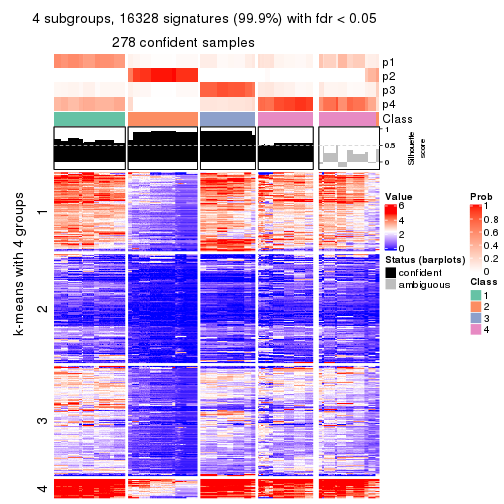 4 subgroups, 16328 signatures (99.9%) with fdr < 0.05
278 confident samples
p1
p2
p3
p4
Class
1
0.5
0
Silhouette
score
k-means with 4 groups
1
2
3
4
Value
6
4
2
0
Status (barplots)
confident
ambiguous
Prob
1
0.8
0.6
0.4
0.2
0
Class
1
2
3
4